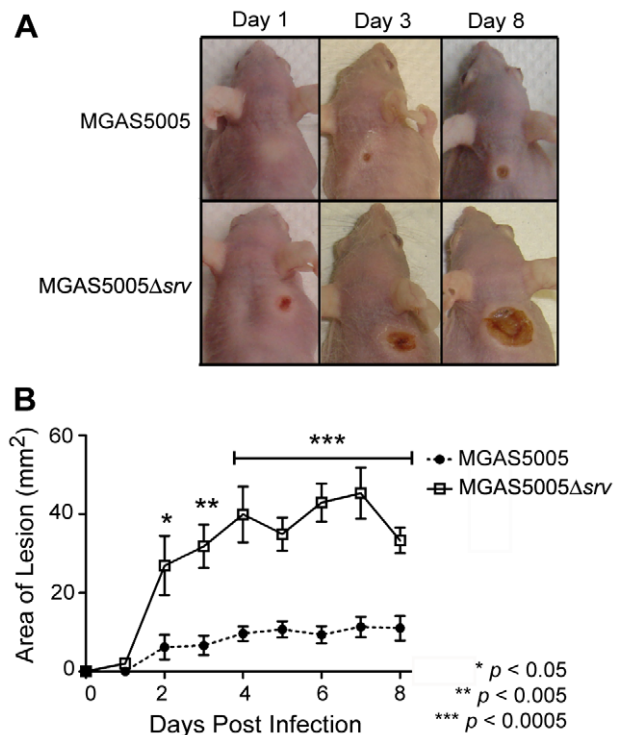 A
Day 1 Day 3 Day 8
MGAS5005
MGAS5005Δsrv
B
Area of Lesion (mm²)
60
40
20
0
***
**
*
MGAS5005
MGAS5005Δsrv
0 2 4 6 8
Days Post Infection
* p < 0.05
** p < 0.005
*** p < 0.0005